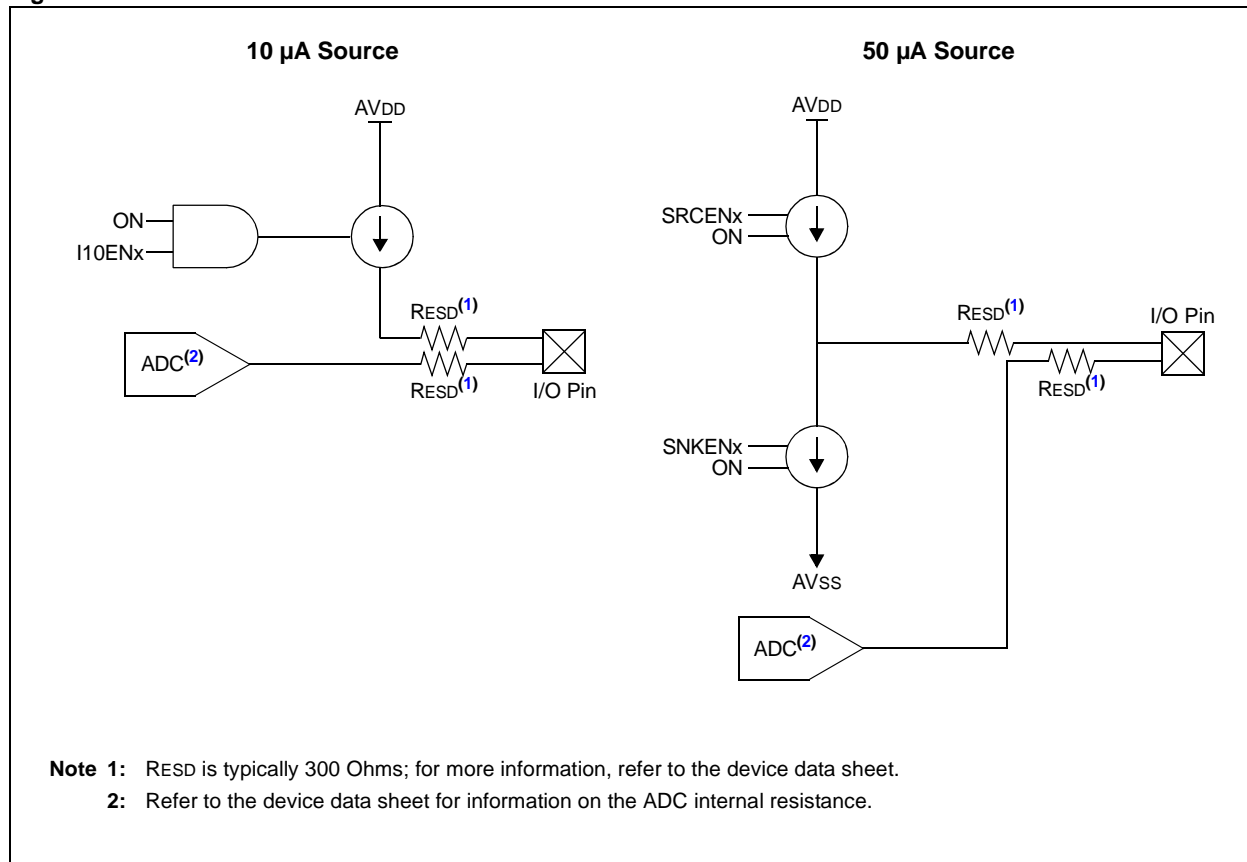 10 µA Source
AVDD
ON
I10ENx
RESD(1)
ADC(2)
RESD(1)
I/O Pin
50 µA Source
AVDD
SRCENx
ON
RESD(1)
I/O Pin
RESD(1)
SNKENx
ON
AVSS
ADC(2)
Note 1: RESD is typically 300 Ohms; for more information, refer to the device data sheet.
2: Refer to the device data sheet for information on the ADC internal resistance.